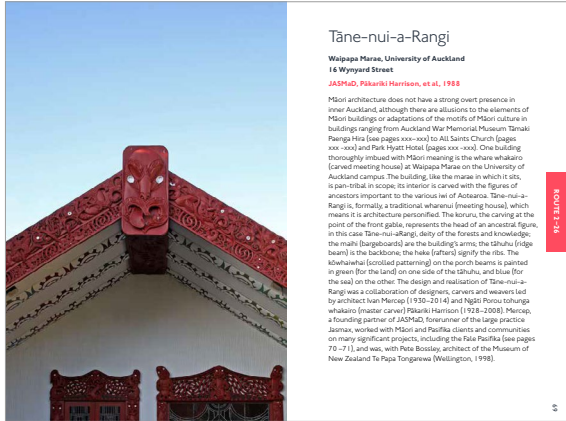 Tāne-nui-a-Rangi
Waipapa Marae, University of Auckland
16 Wynyard Street
JASMaD, Pākariki Harrison, et al, 1988
Māori architecture does not have a strong overt presence in
inner Auckland, although there are allusions to the elements of
Māori buildings or adaptations of the motifs of Māori culture in
buildings ranging from Auckland War Memorial Museum Tāmaki
Paenga Hira (see pages xxx–xxx) to All Saints Church (pages
xxx -xxx) and Park Hyatt Hotel (pages xxx -xxx). One building
thoroughly imbued with Māori meaning is the whare whakairo
(carved meeting house) at Waipapa Marae on the University of
Auckland campus .The building, like the marae in which it sits,
is pan-tribal in scope; its interior is carved with the figures of
ancestors important to the various iwi of Aotearoa. Tāne-nui-a-
Rangi is, formally, a traditional wharenui (meeting house), which
means it is architecture personified. The koruru, the carving at the
point of the front gable, represents the head of an ancestral figure,
in this case Tāne-nui-aRangi, deity of the forests and knowledge;
the maihi (bargeboards) are the building's arms; the tāhuhu (ridge
beam) is the backbone; the heke (rafters) signify the ribs. The
kōwhaiwhai (scrolled patterning) on the porch beams is painted
in green (for the land) on one side of the tāhuhu, and blue (for
the sea) on the other. The design and realisation of Tāne-nui-a-
Rangi was a collaboration of designers, carvers and weavers led
by architect Ivan Mercep (1930–2014) and Ngāti Porou tohunga
whakairo (master carver) Pākariki Harrison (1928–2008). Mercep,
a founding partner of JASMaD, forerunner of the large practice
Jasmax, worked with Māori and Pasifika clients and communities
on many significant projects, including the Fale Pasifika (see pages
70 -71), and was, with Pete Bossley, architect of the Museum of
New Zealand Te Papa Tongarewa (Wellington, 1998).
ROUTE 2 -26
69